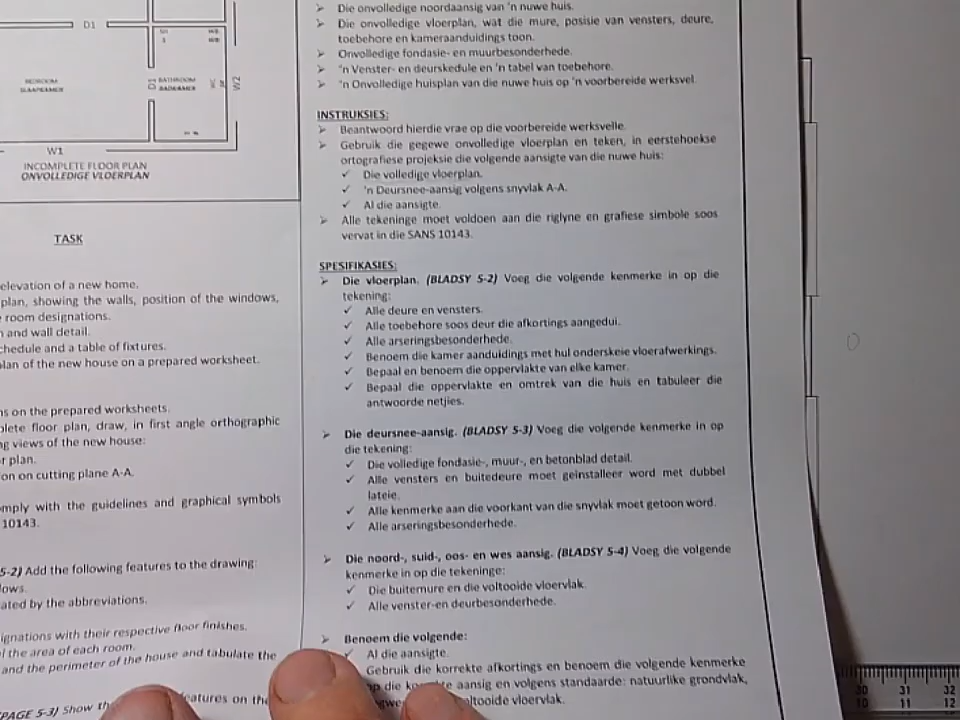 D1
BEDROOM
SLAAPKAMER
D1
BATHROOM
BADKAMER
W2
W1
INCOMPLETE FLOOR PLAN
ONVOLLEDIGE VLOERPLAN
TASK
elevation of a new home.
plan, showing the walls, position of the windows,
room designations.
and wall detail.
chedule and a table of fixtures.
lan of the new house on a prepared worksheet.
ns on the prepared worksheets.
plete floor plan, draw, in first angle orthographic
ng views of the new house:
r plan.
on on cutting plane A-A.
mply with the guidelines and graphical symbols
10143.
5-2) Add the following features to the drawing:
lows.
ated by the abbreviations.
ignations with their respective floor finishes.
l the area of each room.
and the perimeter of the house and tabulate the
PAGE 5-3) Show th
eatures on the
➢ Die onvolledige noordaansig van 'n nuwe huis.
➢ Die onvolledige vloerplan, wat die mure, posisie van vensters, deure,
toebehore en kameraanduidings toon.
➢ Onvolledige fondasie- en muurbesonderhede.
➢ 'n Venster- en deurskedule en 'n tabel van toebehore.
➢ 'n Onvolledige huisplan van die nuwe huis op 'n voorbereide werksvel.
INSTRUKSIES:
➢ Beantwoord hierdie vrae op die voorbereide werksvelle.
➢ Gebruik die gegewe onvolledige vloerplan en teken, in eerstehoekse
ortografiese projeksie die volgende aansigte van die nuwe huis:
✓ Die volledige vloerplan.
✓ 'n Deursnee-aansig volgens snyvlak A-A.
✓ Al die aansigte.
➢ Alle tekeninge moet voldoen aan die riglyne en grafiese simbole soos
vervat in die SANS 10143.
SPESIFIKASIES:
➢ Die vloerplan. (BLADSY 5-2) Voeg die volgende kenmerke in op die
tekening:
✓ Alle deure en vensters.
✓ Alle toebehore soos deur die afkortings aangedui.
✓ Alle arseringsbesonderhede.
✓ Benoem die kamer aanduidings met hul onderskeie vloerafwerkings.
✓ Bepaal en benoem die oppervlakte van elke kamer.
✓ Bepaal die oppervlakte en omtrek van die huis en tabuleer die
antwoorde netjies.
➢ Die deursnee-aansig. (BLADSY 5-3) Voeg die volgende kenmerke in op
die tekening:
✓ Die volledige fondasie-, muur-, en betonblad detail.
✓ Alle vensters en buitedeure moet geïnstalleer word met dubbel
lateie.
✓ Alle kenmerke aan die voorkant van die snyvlak moet getoon word.
✓ Alle arseringsbesonderhede.
➢ Die noord-, suid-, oos- en wes aansig. (BLADSY 5-4) Voeg die volgende
kenmerke in op die tekeninge:
✓ Die buitemure en die voltooide vloervlak.
✓ Alle venster-en deurbesonderhede.
➢ Benoem die volgende:
✓ Al die aansigte.
Gebruik die korrekte afkortings en benoem die volgende kenmerke
op die aansig en volgens standaarde: natuurlike grondvlak,
ltooide vloervlak.
30 31 32
10 11 12